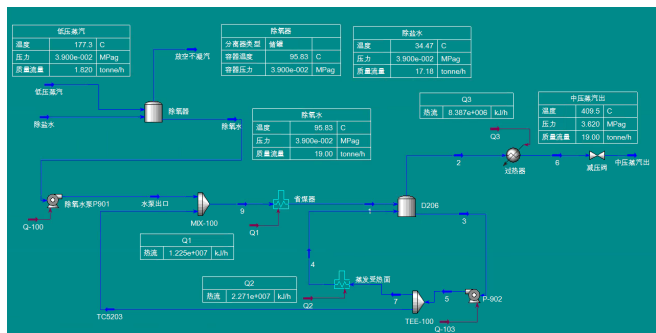 低压蒸汽
温度 177.3 C
压力 3.900e-002 MPag
质量流量 1.820 tonne/h
除氧器
分离器类型 储罐
容器温度 95.83 C
容器压力 3.900e-002 MPag
除盐水
温度 34.47 C
压力 3.900e-002 MPag
质量流量 17.18 tonne/h
放空不凝汽
低压蒸汽
除氧器
除盐水
除氧水
除氧水
温度 95.83 C
压力 3.900e-002 MPag
质量流量 19.00 tonne/h
Q3
热流 8.387e+006 kJ/h
中压蒸汽出
温度 409.5 C
压力 3.620 MPag
质量流量 19.00 tonne/h
Q3
2
过热器
6
减压阀
中压蒸汽出
除氧水泵P901
Q-100
水泵出口
MIX-100
9
省煤器
Q1
1
D206
3
Q1
热流 1.225e+007 kJ/h
4
Q2
热流 2.271e+007 kJ/h
蒸发受热面
Q2
7
5
P-902
TC5203
TEE-100
Q-103